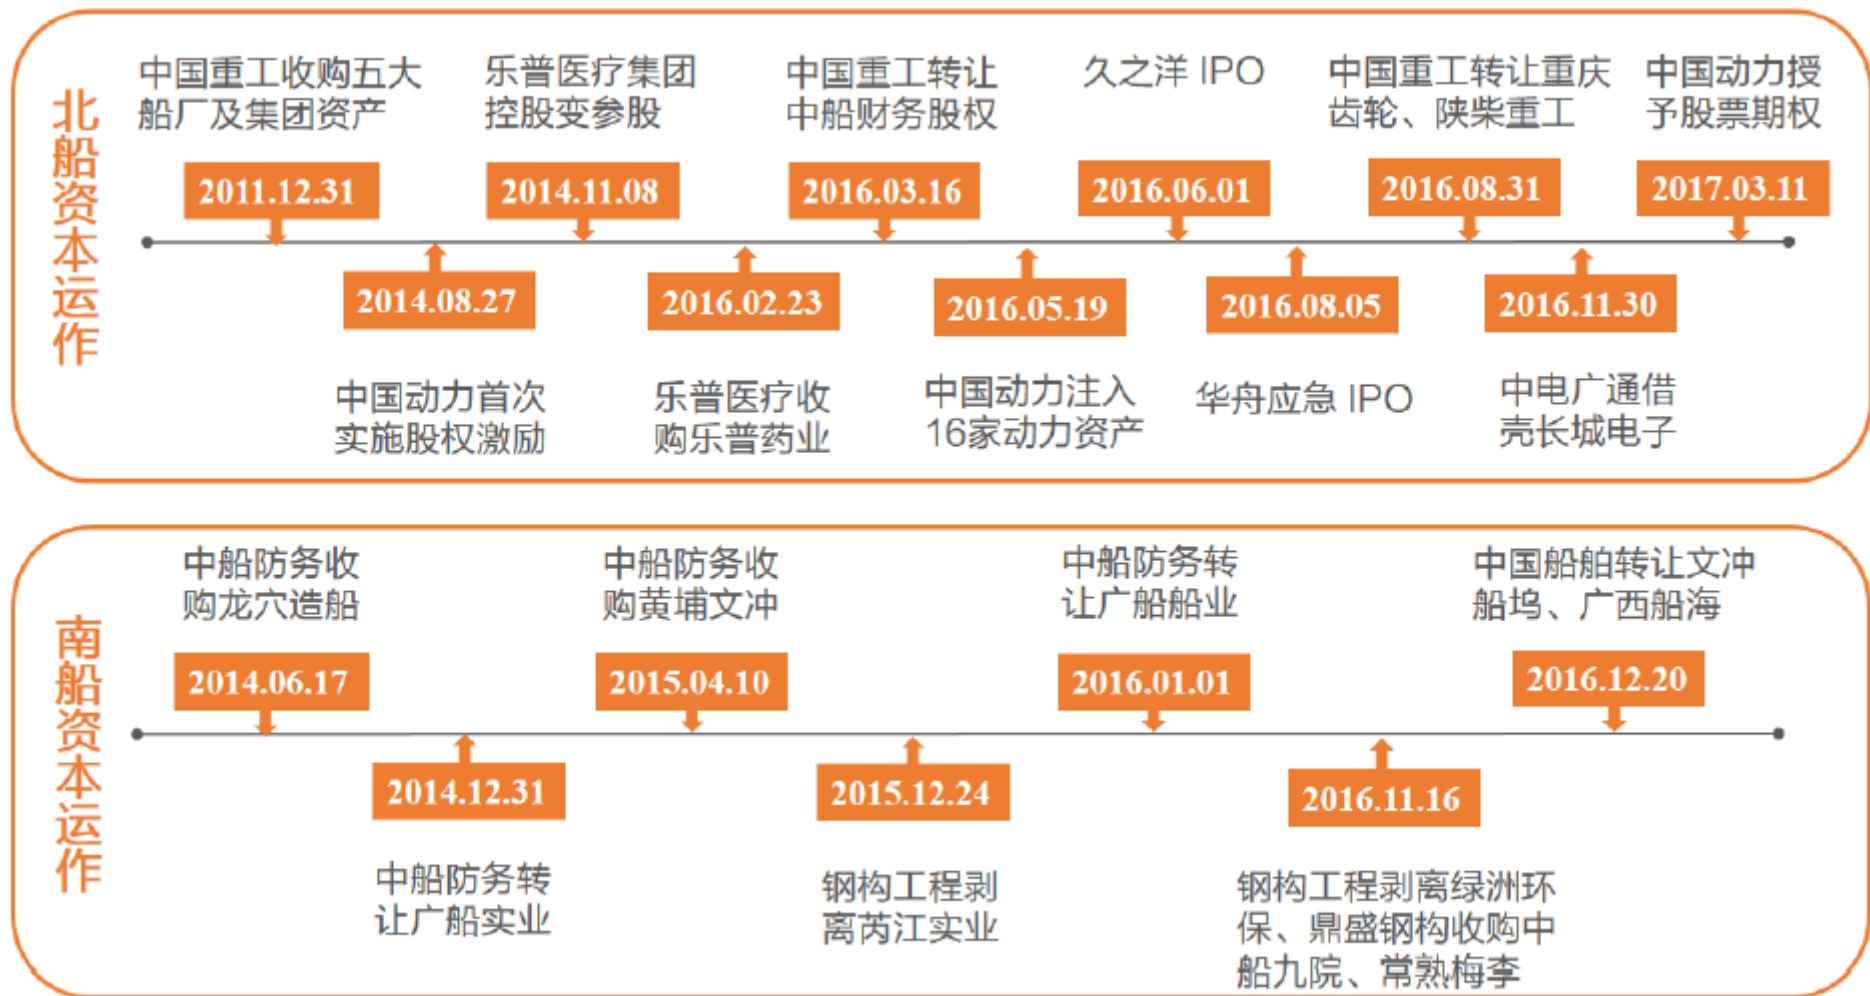 北船资本运作
中国重工收购五大
船厂及集团资产
2011.12.31
2014.08.27
中国动力首次
实施股权激励
乐普医疗集团
控股变参股
2014.11.08
2016.02.23
乐普医疗收
购乐普药业
中国重工转让
中船财务股权
2016.03.16
2016.05.19
中国动力注入
16家动力资产
久之洋 IPO
2016.06.01
2016.08.05
华舟应急 IPO
中国重工转让重庆
齿轮、陕柴重工
2016.08.31
2016.11.30
中电广通借
壳长城电子
中国动力授
予股票期权
2017.03.11
南船资本运作
中船防务收
购龙穴造船
2014.06.17
2014.12.31
中船防务转
让广船实业
中船防务收
购黄埔文冲
2015.04.10
2015.12.24
钢构工程剥
离芮江实业
中船防务转
让广船船业
2016.01.01
2016.11.16
钢构工程剥离绿洲环
保、鼎盛钢构收购中
船九院、常熟梅李
中国船舶转让文冲
船坞、广西船海
2016.12.20